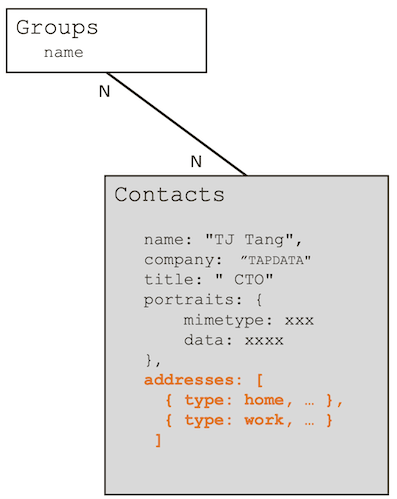 Groups
name
N
N
Contacts
name: "TJ Tang",
company: ”TAPDATA"
title: " CTO"
portraits: {
mimetype: xxx
data: xxxx
},
addresses: [
{ type: home, … },
{ type: work, … }
]